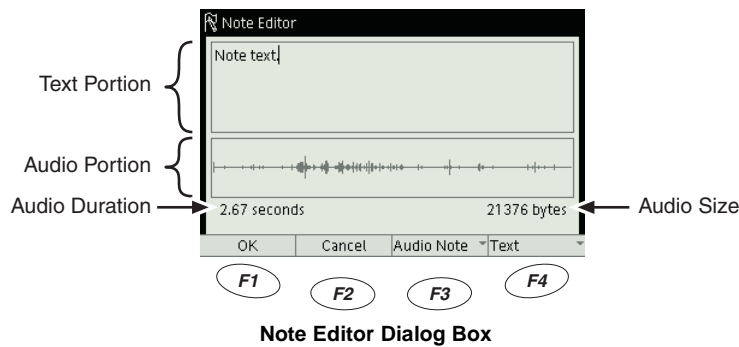 Note Editor
Note text.
Text Portion
Audio Portion
Audio Duration
2.67 seconds
21376 bytes
Audio Size
OK
Cancel
Audio Note
Text
F1
F2
F3
F4
Note Editor Dialog Box